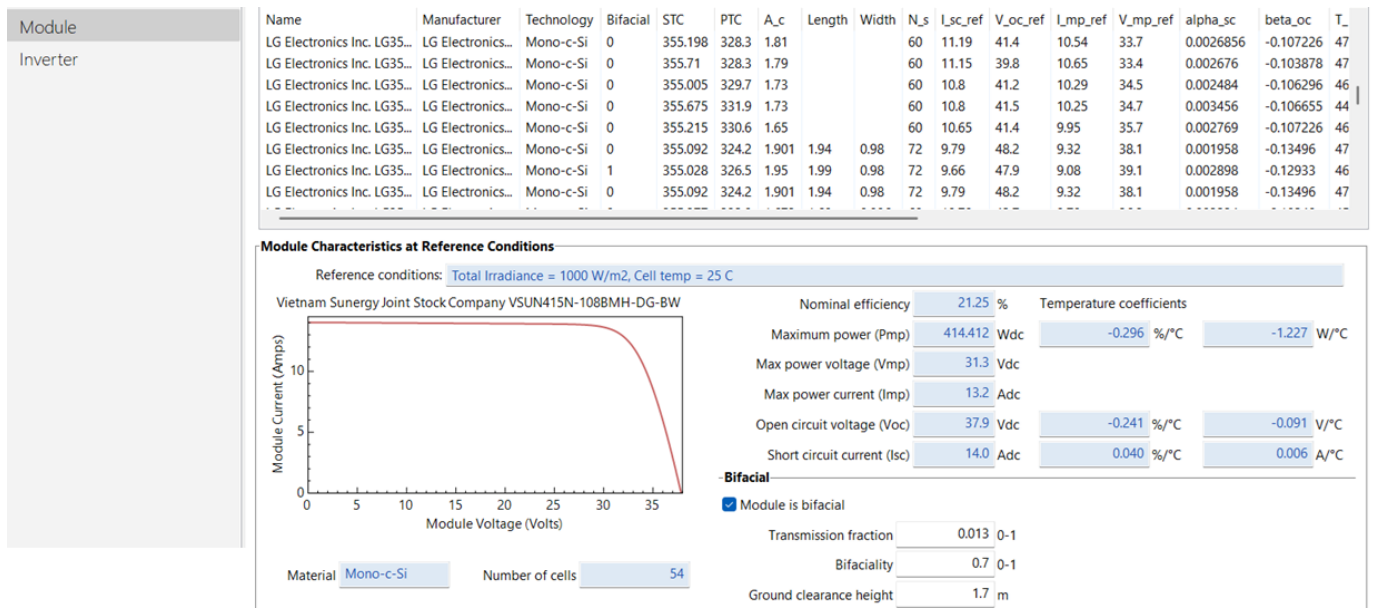 Module
Inverter
Name Manufacturer Technology Bifacial STC PTC A_c Length Width N_s I_sc_ref V_oc_ref I_mp_ref V_mp_ref alpha_sc beta_oc T_
LG Electronics Inc. LG35... LG Electronics... Mono-c-Si 0 355.198 328.3 1.81 60 11.19 41.4 10.54 33.7 0.0026856 -0.107226 47
LG Electronics Inc. LG35... LG Electronics... Mono-c-Si 0 355.71 328.3 1.79 60 11.15 39.8 10.65 33.4 0.002676 -0.103878 47
LG Electronics Inc. LG35... LG Electronics... Mono-c-Si 0 355.005 329.7 1.73 60 10.8 41.2 10.29 34.5 0.002484 -0.106296 46
LG Electronics Inc. LG35... LG Electronics... Mono-c-Si 0 355.675 331.9 1.73 60 10.8 41.5 10.25 34.7 0.003456 -0.106655 44
LG Electronics Inc. LG35... LG Electronics... Mono-c-Si 0 355.215 330.6 1.65 60 10.65 41.4 9.95 35.7 0.002769 -0.107226 46
LG Electronics Inc. LG35... LG Electronics... Mono-c-Si 0 355.092 324.2 1.901 1.94 0.98 72 9.79 48.2 9.32 38.1 0.001958 -0.13496 47
LG Electronics Inc. LG35... LG Electronics... Mono-c-Si 1 355.028 326.5 1.95 1.99 0.98 72 9.66 47.9 9.08 39.1 0.002898 -0.12933 46
LG Electronics Inc. LG35... LG Electronics... Mono-c-Si 0 355.092 324.2 1.901 1.94 0.98 72 9.79 48.2 9.32 38.1 0.001958 -0.13496 47
Module Characteristics at Reference Conditions
Reference conditions: Total Irradiance = 1000 W/m2, Cell temp = 25 C
Vietnam Sunergy Joint Stock Company VSUN415N-108BMH-DG-BW
Module Current (Amps)
10
5
0
0 5 10 15 20 25 30 35
Module Voltage (Volts)
Material Mono-c-Si Number of cells 54
Nominal efficiency 21.25 % Temperature coefficients
Maximum power (Pmp) 414.412 Wdc -0.296 %/°C -1.227 W/°C
Max power voltage (Vmp) 31.3 Vdc
Max power current (Imp) 13.2 Adc
Open circuit voltage (Voc) 37.9 Vdc -0.241 %/°C -0.091 V/°C
Short circuit current (Isc) 14.0 Adc 0.040 %/°C 0.006 A/°C
Bifacial
Module is bifacial
Transmission fraction 0.013 0-1
Bifaciality 0.7 0-1
Ground clearance height 1.7 m